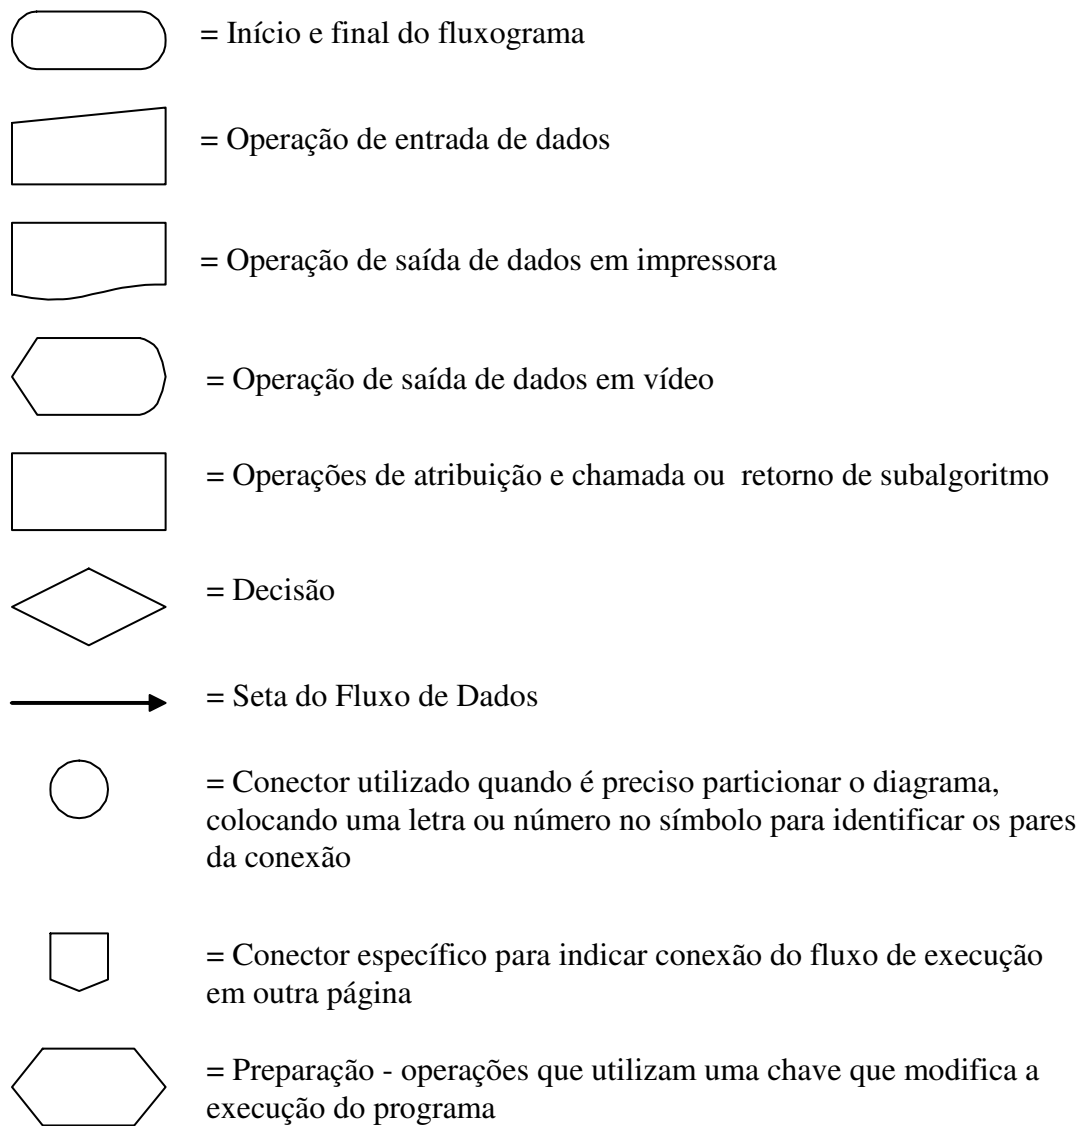 = Início e final do fluxograma
= Operação de entrada de dados
= Operação de saída de dados em impressora
= Operação de saída de dados em vídeo
= Operações de atribuição e chamada ou retorno de subalgoritmo
= Decisão
= Seta do Fluxo de Dados
= Conector utilizado quando é preciso particionar o diagrama,
colocando uma letra ou número no símbolo para identificar os pares
da conexão
= Conector específico para indicar conexão do fluxo de execução
em outra página
= Preparação - operações que utilizam uma chave que modifica a
execução do programa